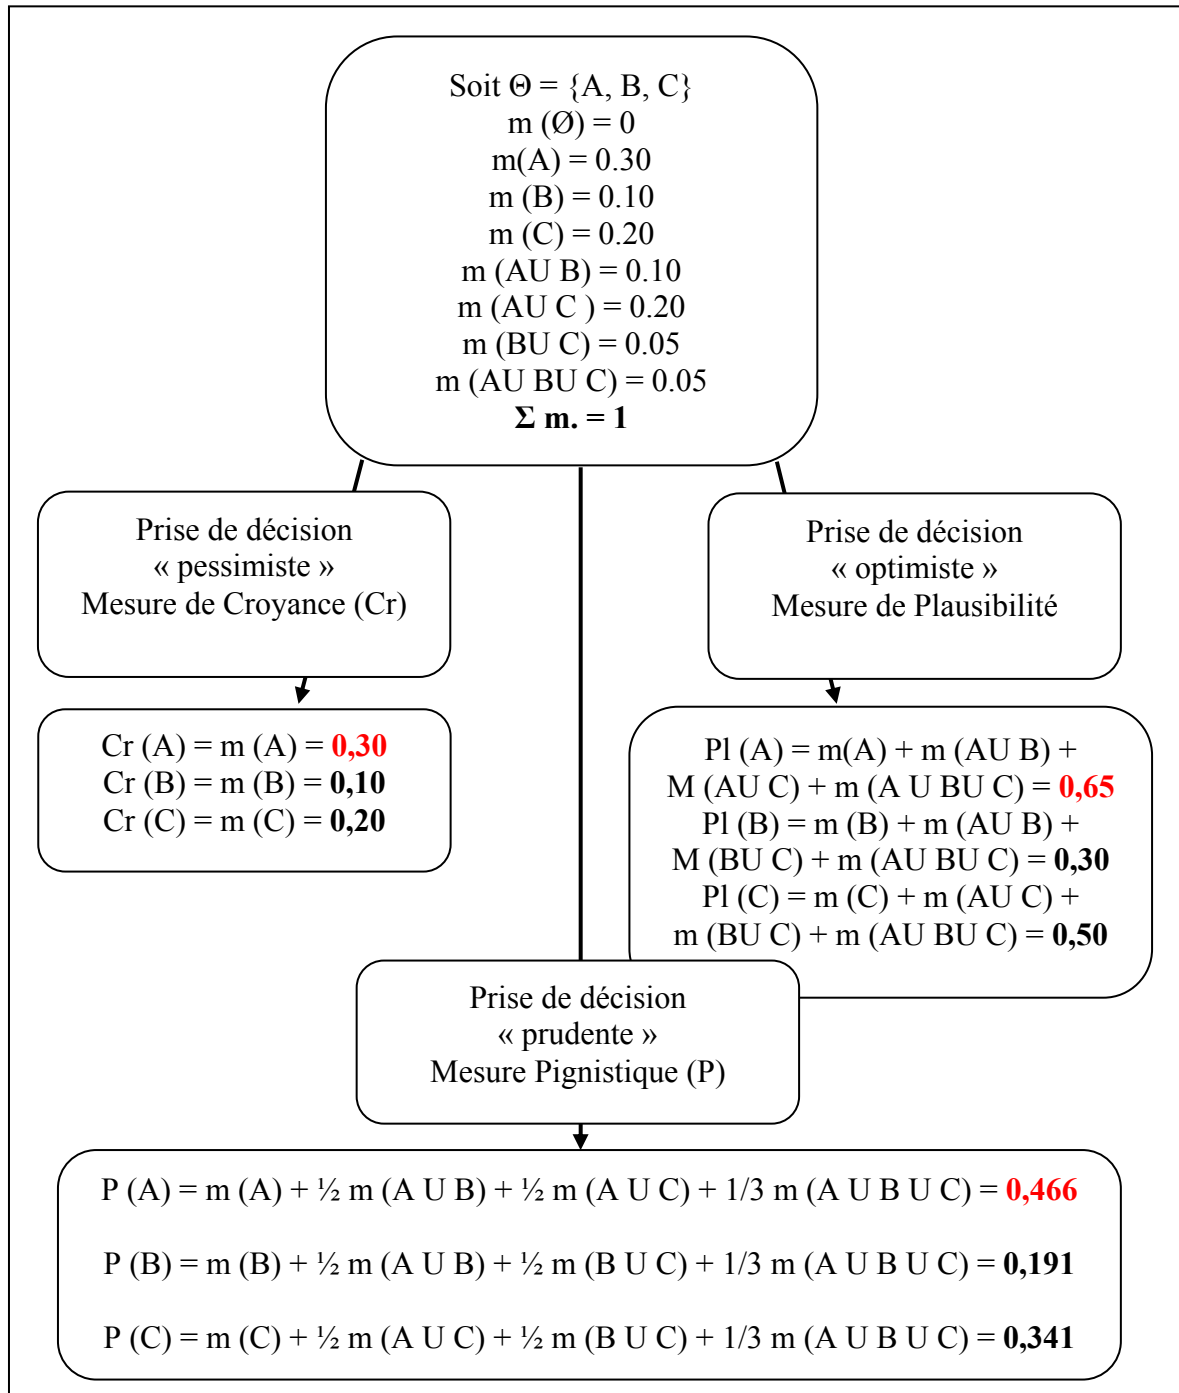 Soit Θ = {A, B, C}
m (Ø) = 0
m(A) = 0.30
m (B) = 0.10
m (C) = 0.20
m (AU B) = 0.10
m (AU C ) = 0.20
m (BU C) = 0.05
m (AU BU C) = 0.05
Σ m. = 1
Prise de décision
« pessimiste »
Mesure de Croyance (Cr)
Prise de décision
« optimiste »
Mesure de Plausibilité
Cr (A) = m (A) = 0,30
Cr (B) = m (B) = 0,10
Cr (C) = m (C) = 0,20
Pl (A) = m(A) + m (AU B) +
M (AU C) + m (A U BU C) = 0,65
Pl (B) = m (B) + m (AU B) +
M (BU C) + m (AU BU C) = 0,30
Pl (C) = m (C) + m (AU C) +
m (BU C) + m (AU BU C) = 0,50
Prise de décision
« prudente »
Mesure Pignistique (P)
P (A) = m (A) + ½ m (A U B) + ½ m (A U C) + 1/3 m (A U B U C) = 0,466
P (B) = m (B) + ½ m (A U B) + ½ m (B U C) + 1/3 m (A U B U C) = 0,191
P (C) = m (C) + ½ m (A U C) + ½ m (B U C) + 1/3 m (A U B U C) = 0,341